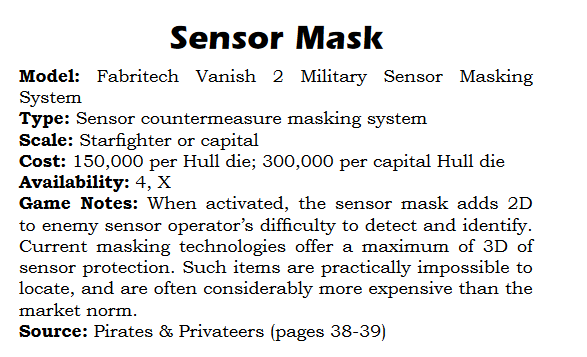 Sensor Mask
Model: Fabritech Vanish 2 Military Sensor Masking
System
Type: Sensor countermeasure masking system
Scale: Starfighter or capital
Cost: 150,000 per Hull die; 300,000 per capital Hull die
Availability: 4, X
Game Notes: When activated, the sensor mask adds 2D
to enemy sensor operator’s difficulty to detect and identify.
Current masking technologies offer a maximum of 3D of
sensor protection. Such items are practically impossible to
locate, and are often considerably more expensive than the
market norm.
Source: Pirates & Privateers (pages 38-39)